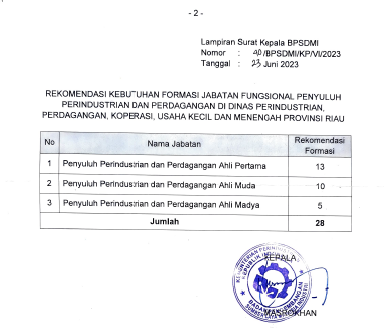 - 2 -
Lampiran Surat Kepala BPSDMI
Nomor : 90/BPSDMI/KP/VI/2023
Tanggal : 23 Juni 2023
REKOMENDASI KEBUTUHAN FORMASI JABATAN FUNGSIONAL PENYULUH
PERINDUSTRIAN DAN PERDAGANGAN DI DINAS PERINDUSTRIAN,
PERDAGANGAN, KOPERASI, USAHA KECIL DAN MENENGAH PROVINSI RIAU
No Nama Jabatan Rekomendasi Formasi
1 Penyuluh Perindustrian dan Perdagangan Ahli Pertama 13
2 Penyuluh Perindustrian dan Perdagangan Ahli Muda 10
3 Penyuluh Perindustrian dan Perdagangan Ahli Madya 5
Jumlah 28
KEPALA
MASROKHAN